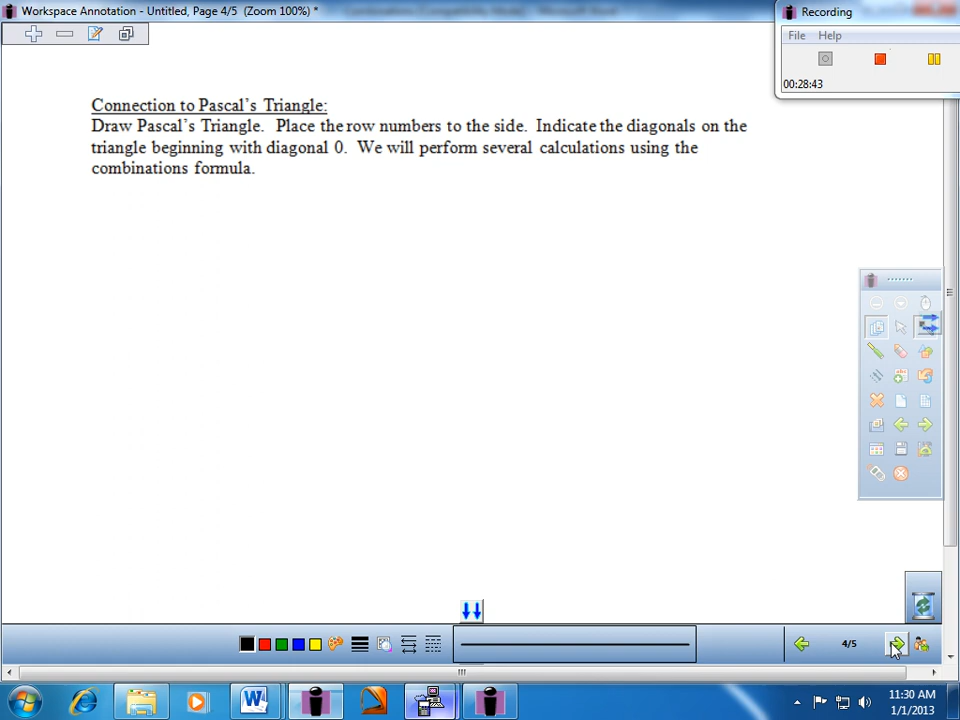 Workspace Annotation - Untitled, Page 4/5 (Zoom 100%) *
Recording
File Help
00:28:43
Connection to Pascal's Triangle:
Draw Pascal's Triangle. Place the row numbers to the side. Indicate the diagonals on the
triangle beginning with diagonal 0. We will perform several calculations using the
combinations formula.
4/5
11:30 AM
1/1/2013